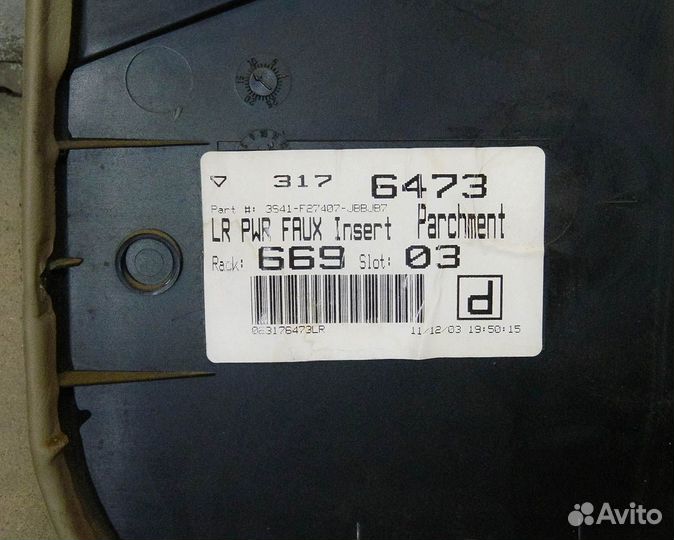 ▽ 317 6473
Part #: 3S41-F27407-JBBJB7
LR PWR FAUX Insert Parchment
Rack: 669 Slot: 03
P
063176473LR 11/12/03 19:50:15
Avito